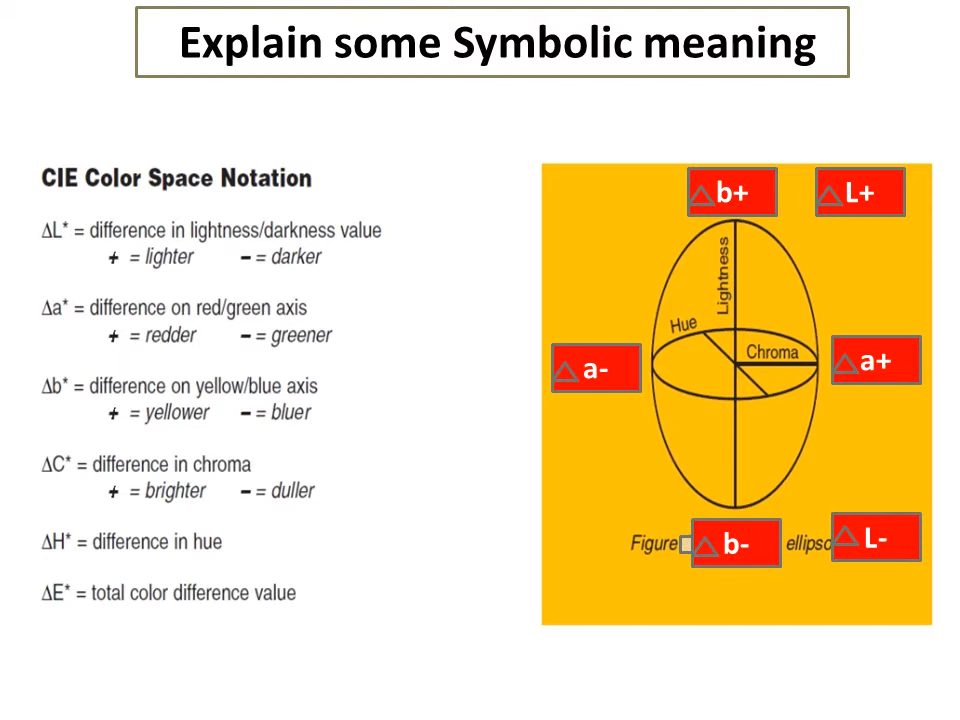 Explain some Symbolic meaning
CIE Color Space Notation
ΔL* = difference in lightness/darkness value
+ = lighter − = darker
Δa* = difference on red/green axis
+ = redder − = greener
Δb* = difference on yellow/blue axis
+ = yellower − = bluer
ΔC* = difference in chroma
+ = brighter − = duller
ΔH* = difference in hue
ΔE* = total color difference value
△b+
△L+
Lightness
Hue
Chroma
△a-
△a+
Figure
△b-
△L-